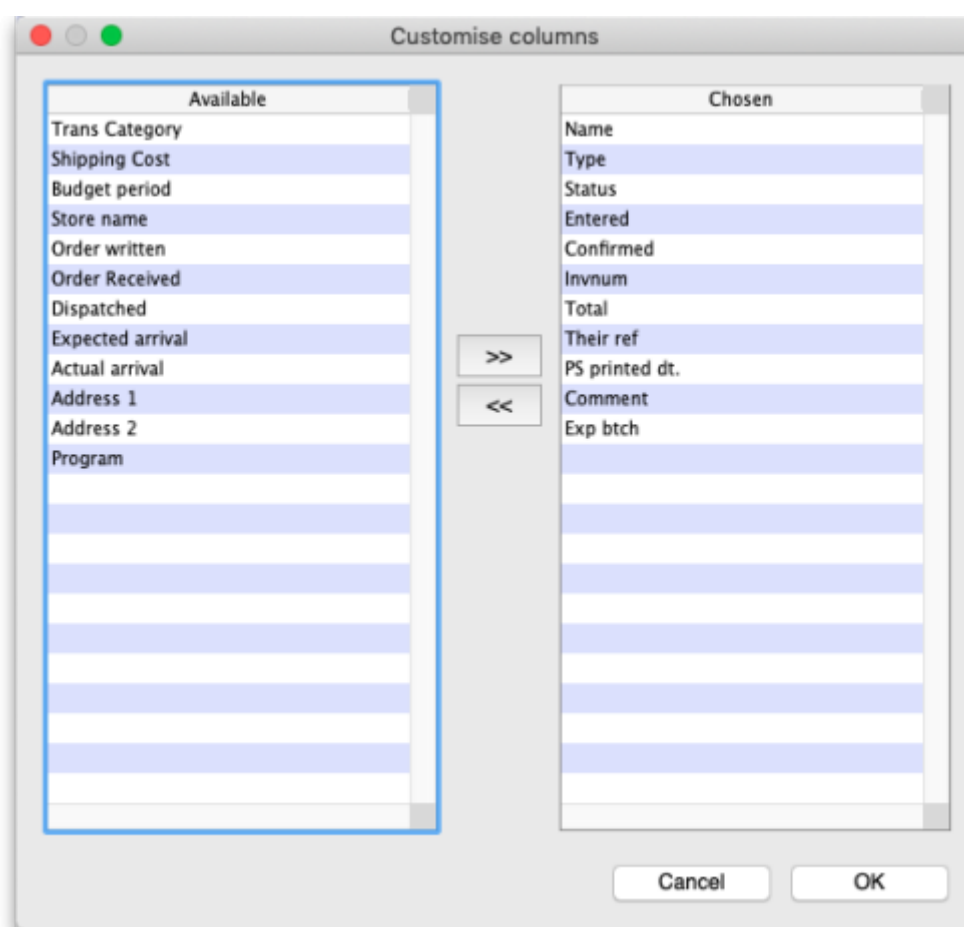 Customise columns
Available
Trans Category
Shipping Cost
Budget period
Store name
Order written
Order Received
Dispatched
Expected arrival
Actual arrival
Address 1
Address 2
Program
>>
<<
Chosen
Name
Type
Status
Entered
Confirmed
Invnum
Total
Their ref
PS printed dt.
Comment
Exp btch
Cancel
OK